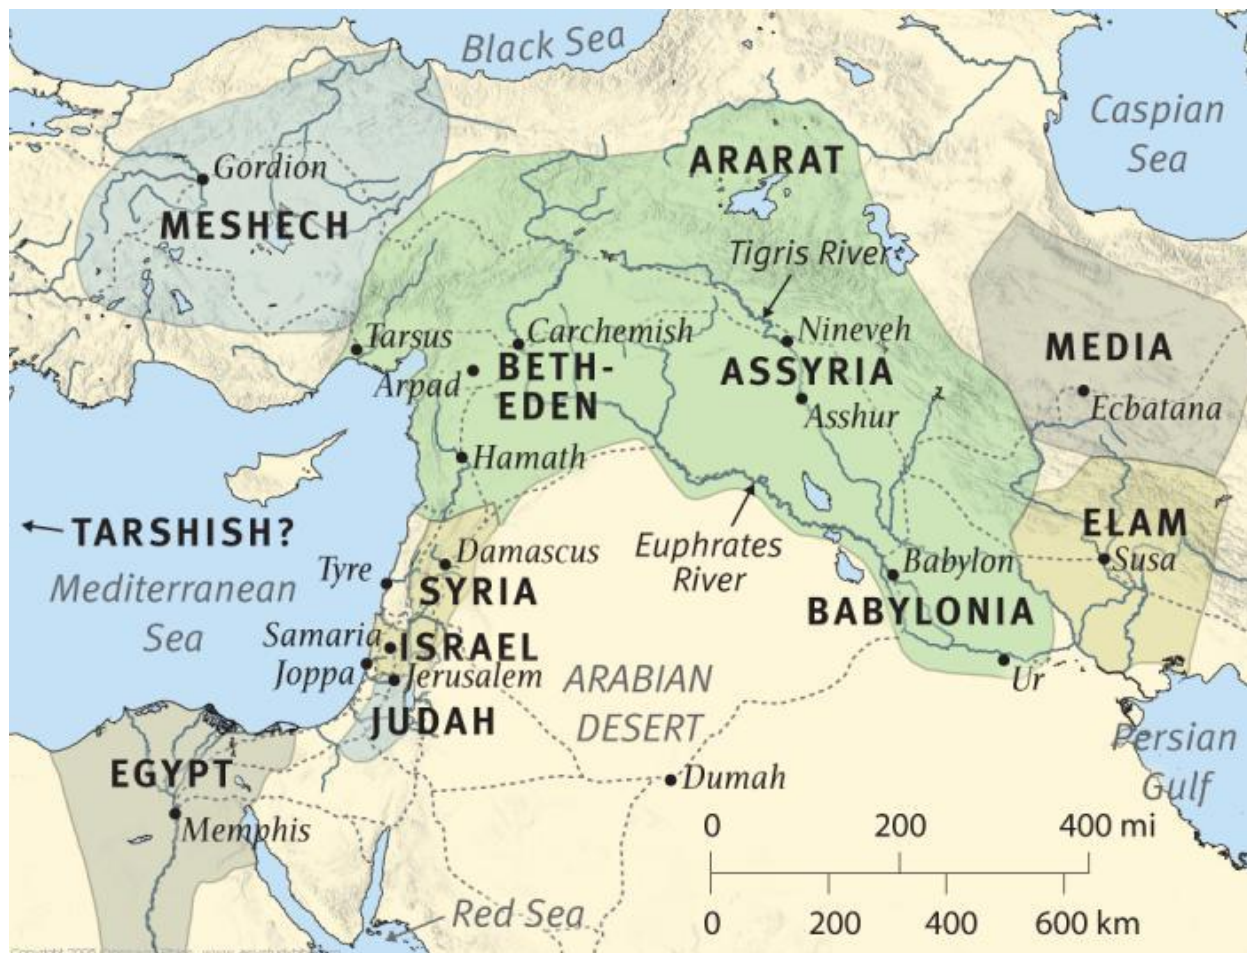 Black Sea
Caspian
Sea
Gordion
ARARAT
MESHECH
Tigris River
Tarsus
Carchemish
Nineveh
MEDIA
Arpad
BETH-
EDEN
ASSYRIA
Ecbatana
Asshur
Hamath
TARSHISH?
ELAM
Euphrates
River
Damascus
Babylon
Susa
Tyre
SYRIA
Mediterranean
Sea
BABYLONIA
Samaria
ISRAEL
Joppa
Jerusalem
Ur
ARABIAN
DESERT
JUDAH
Persian
Gulf
EGYPT
Dumah
Memphis
0 200 400 mi
Red Sea
0 200 400 600 km